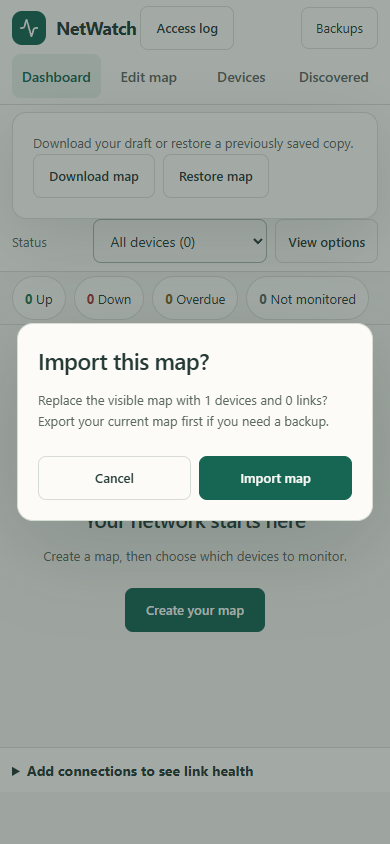 NetWatch
Access log
Backups
Dashboard
Edit map
Devices
Discovered
Download your draft or restore a previously saved copy.
Download map
Restore map
Status
All devices (0)
View options
0 Up
0 Down
0 Overdue
0 Not monitored
Import this map?
Replace the visible map with 1 devices and 0 links?
Export your current map first if you need a backup.
Cancel
Import map
Your network starts here
Create a map, then choose which devices to monitor.
Create your map
Add connections to see link health